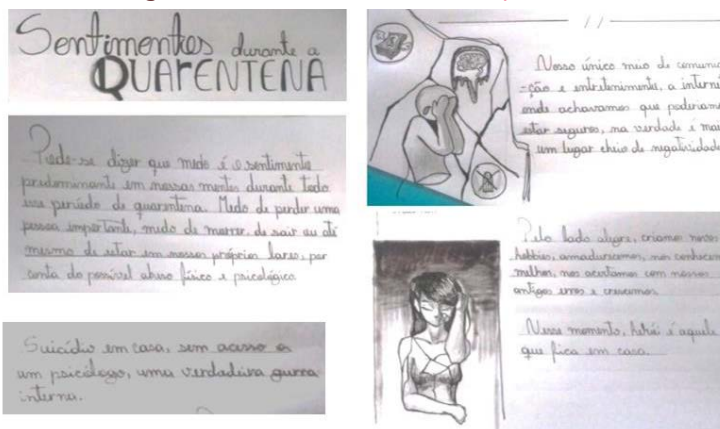 Sentimentos durante a
QUARENTENA
Pode-se dizer que medo é o sentimento
predominante em nossas mentes durante todo
esse período de quarentena. Medo de perder uma
pessoa importante, medo de morrer, de sair ou até
mesmo de estar em nossos próprios lares, por
conta do possível abuso físico e psicológico.
Suicídio em casa, sem acesso a
um psicólogo, uma verdadeira guerra
interna.
Nosso único meio de comunica
-ção e entretenimento, a interne
onde achavamos que poderiamo
estar seguros, na verdade é mai
um lugar cheio de negatividade
Pelo lado alegre, criamos novos
hobbies, amadurecemos, nos conhecem
melhor, nos acertamos com nossos
antigos erros e crescemos.
Nesse momento, herói é aquele
que fica em casa.